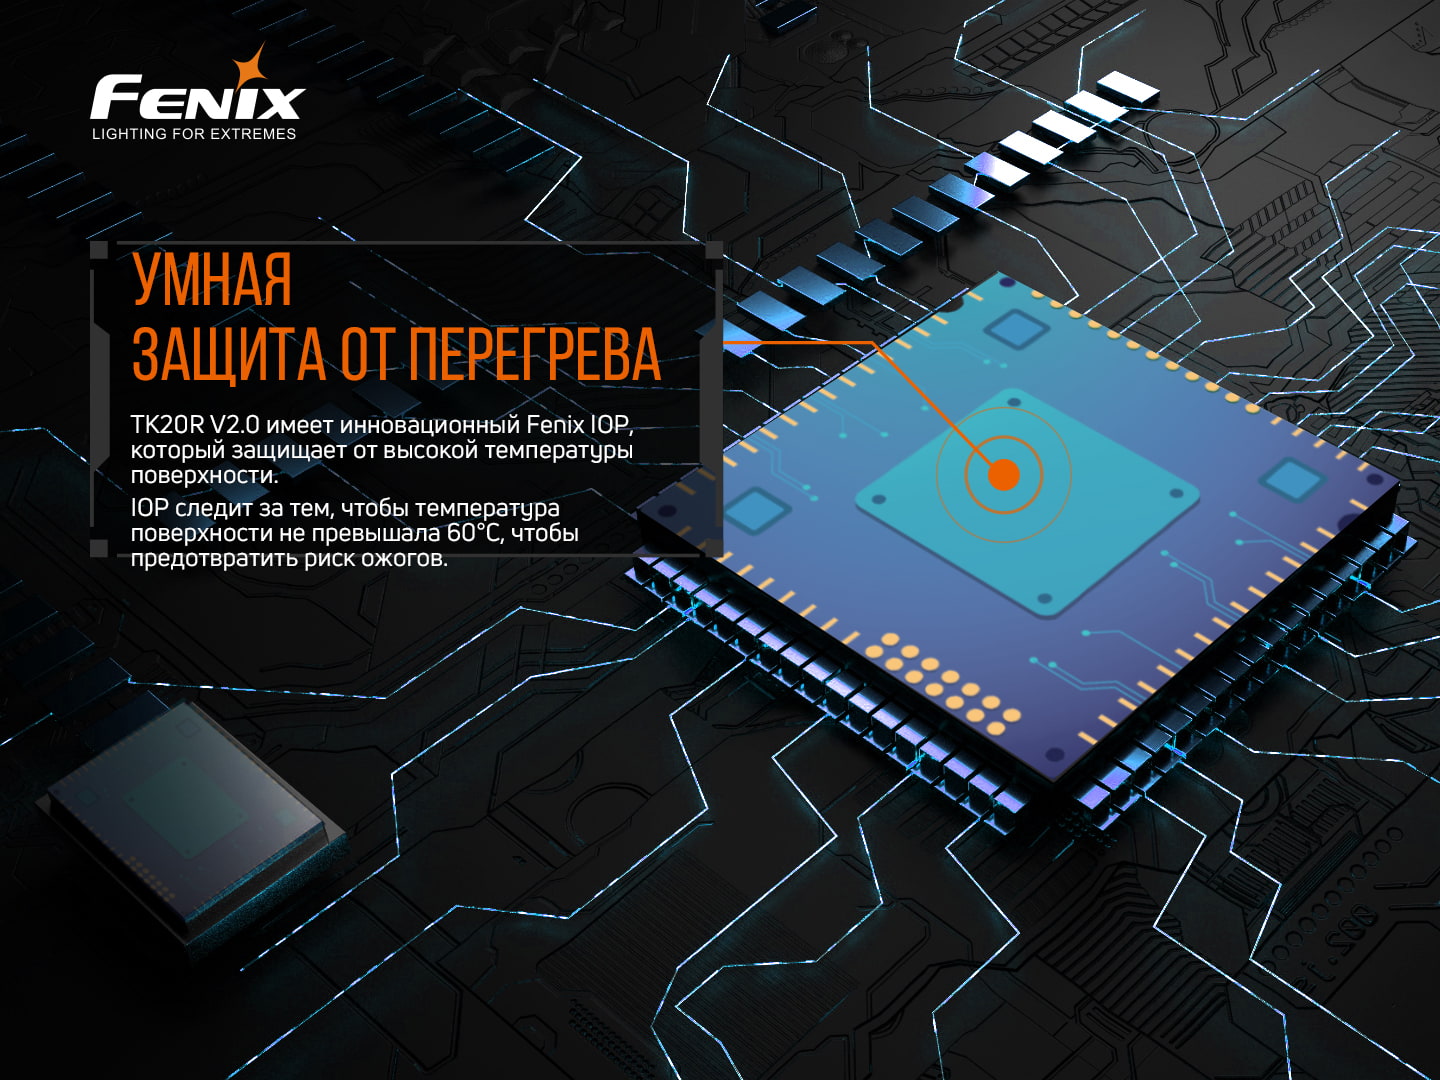 FENIX
LIGHTING FOR EXTREMES
УМНАЯ
ЗАЩИТА ОТ ПЕРЕГРЕВА
TK20R V2.0 имеет инновационный Fenix IOP,
который защищает от высокой температуры
поверхности.
IOP следит за тем, чтобы температура
поверхности не превышала 60°C, чтобы
предотвратить риск ожогов.